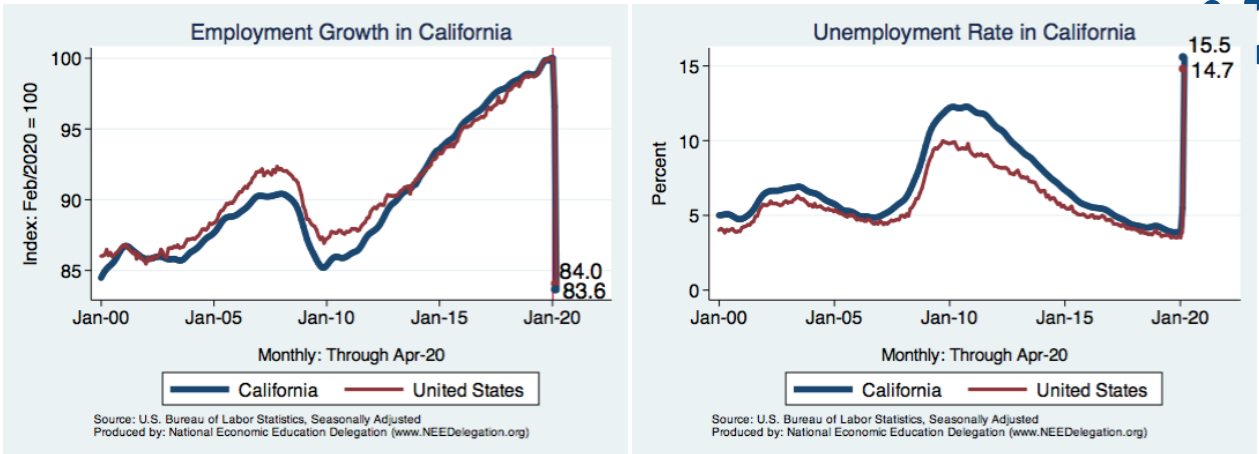 Employment Growth in California
Index: Feb/2020 = 100
100
95
90
85
84.0
83.6
Jan-00 Jan-05 Jan-10 Jan-15 Jan-20
Monthly: Through Apr-20
California United States
Source: U.S. Bureau of Labor Statistics, Seasonally Adjusted
Produced by: National Economic Education Delegation (www.NEEDelegation.org)
Unemployment Rate in California
Percent
15
10
5
0
15.5
14.7
Jan-00 Jan-05 Jan-10 Jan-15 Jan-20
Monthly: Through Apr-20
California United States
Source: U.S. Bureau of Labor Statistics, Seasonally Adjusted
Produced by: National Economic Education Delegation (www.NEEDelegation.org)